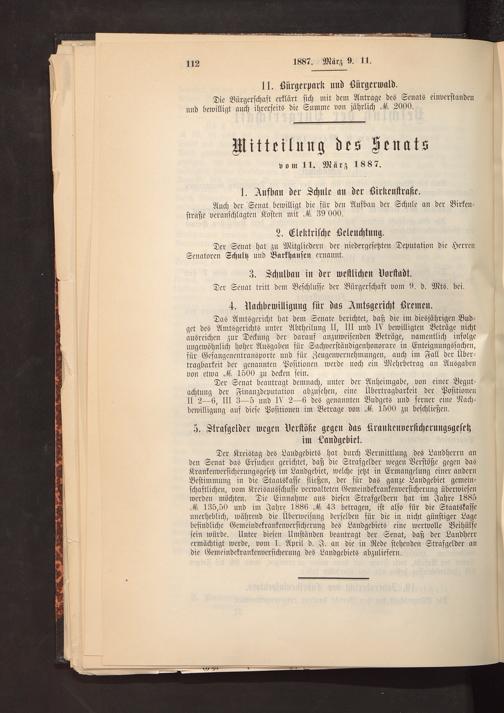 112
1887. März 9. 11.
11. Bürgerpark und Bürgerwald.
Die Bürgerschaft erklärt sich mit dem Antrage des Senats einverstanden
und bewilligt auch ihrerseits die Summe von jährlich ℳ. 2000.
Mitteilung des Senats
vom 11. März 1887.
1. Aufbau der Schule an der Birkenstraße.
Auch der Senat bewilligt die für den Aufbau der Schule an der Birken-
straße veranschlagten Kosten mit ℳ. 39 000.
2. Elektrische Beleuchtung.
Der Senat hat zu Mitgliedern der niedergesetzten Deputation die Herren
Senatoren Schultz und Barkhausen ernannt.
3. Schulbau in der westlichen Vorstadt.
Der Senat tritt dem Beschlusse der Bürgerschaft vom 9. d. Mts. bei.
4. Nachbewilligung für das Amtsgericht Bremen.
Das Amtsgericht hat dem Senate berichtet, daß die im diesjährigen Bud-
get des Amtsgerichts unter Abtheilung II, III und IV bewilligten Beträge nicht
ausreichen zur Deckung der darauf anzuweisenden Beträge, namentlich infolge
ungewöhnlich hoher Ausgaben für Sachverständigenhonorare in Enteignungssachen,
für Gefangenentransporte und für Zeugenvernehmungen, auch im Fall der Über-
tragbarkeit der genannten Positionen werde noch ein Mehrbetrag an Ausgaben
von etwa ℳ. 1500 zu decken sein.
Der Senat beantragt demnach, unter der Anheimgabe, von einer Begut-
achtung der Finanzdeputation abzusehen, eine Übertragbarkeit der Positionen
II 2—6, III 3—5 und IV 2—6 des genannten Budgets und ferner eine Nach-
bewilligung auf diese Positionen im Betrage von ℳ. 1500 zu beschließen.
5. Strafgelder wegen Verstöße gegen das Krankenversicherungsgesetz
im Landgebiet.
Der Kreistag des Landgebiets hat durch Vermittlung des Landherrn an
den Senat das Ersuchen gerichtet, daß die Strafgelder wegen Verstöße gegen das
Krankenversicherungsgesetz im Landgebiet, welche jetzt in Ermangelung einer andern
Bestimmung in die Staatskasse fließen, der für das ganze Landgebiet gemein-
schaftlichen, vom Kreisausschusse verwalteten Gemeindekrankenversicherung überwiesen
werden möchten. Die Einnahme aus diesen Strafgeldern hat im Jahre 1885
ℳ. 135,50 und im Jahre 1886 ℳ. 43 betragen, ist also für die Staatskasse
unerheblich, während die Überweisung derselben für die in nicht günstiger Lage
befindliche Gemeindekrankenversicherung des Landgebiets eine wertvolle Beihülfe
sein würde. Unter diesen Umständen beantragt der Senat, daß der Landherr
ermächtigt werde, vom 1. April d. J. an die in Rede stehenden Strafgelder an
die Gemeindekrankenversicherung des Landgebiets abzuliefern.